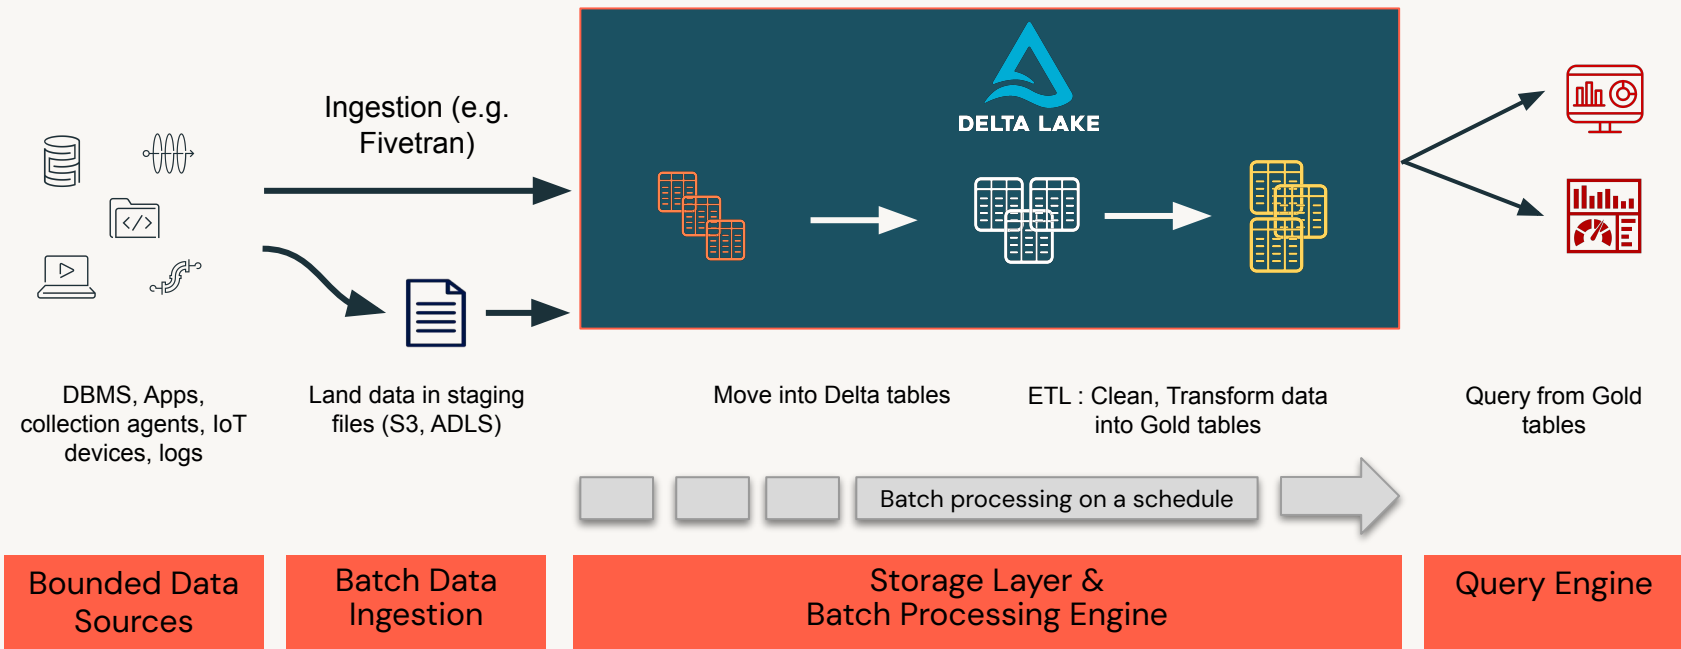 Ingestion (e.g.
Fivetran)
DELTA LAKE
</>
DBMS, Apps,
collection agents, IoT
devices, logs
Land data in staging
files (S3, ADLS)
Move into Delta tables
ETL : Clean, Transform data
into Gold tables
Query from Gold
tables
Batch processing on a schedule
Bounded Data
Sources
Batch Data
Ingestion
Storage Layer &
Batch Processing Engine
Query Engine